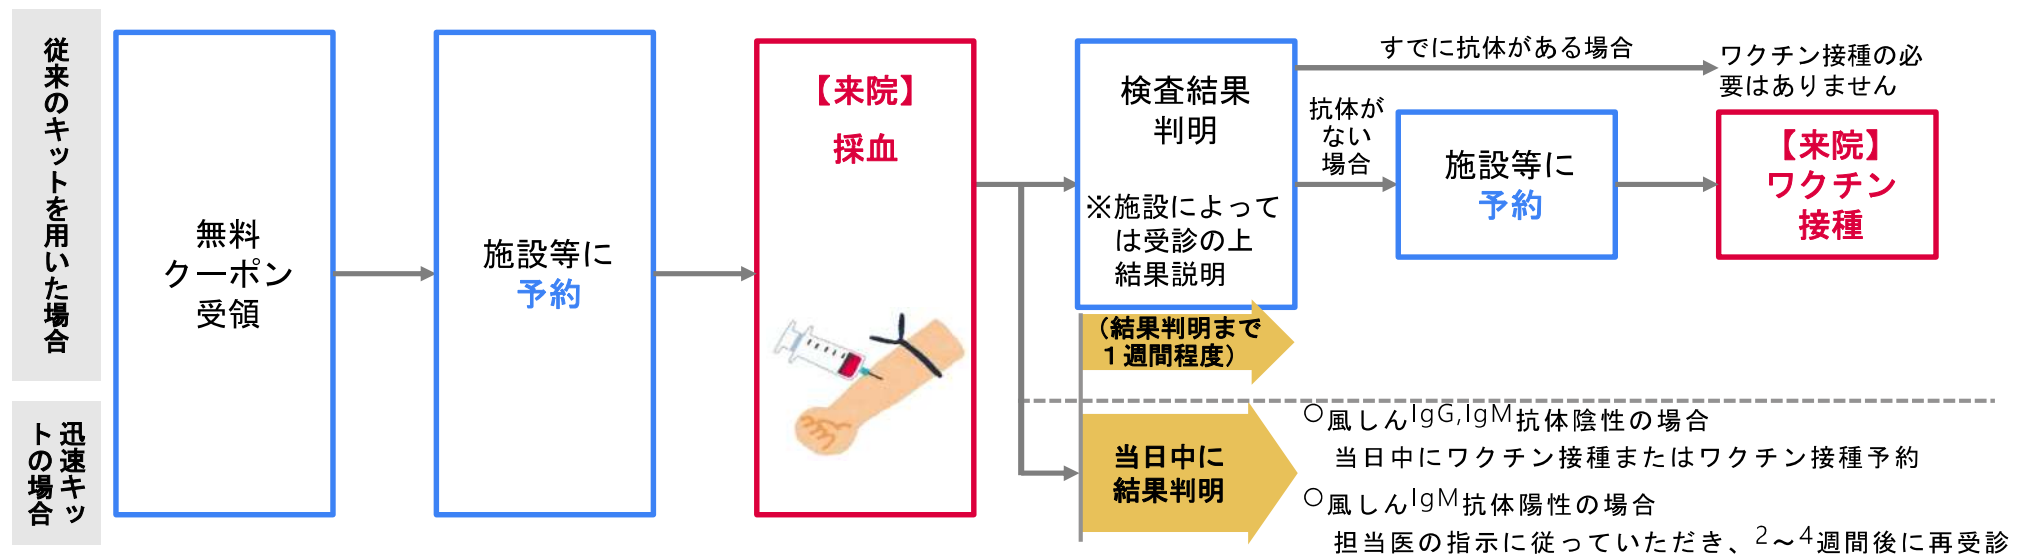 従来のキットを用いた場合
無料
クーポン
受領
施設等に
予約
【来院】
採血
検査結果
判明
※施設によって
は受診の上
結果説明
(結果判明まで
１週間程度)
すでに抗体がある場合
ワクチン接種の必
要はありません
抗体が
ない
場合
施設等に
予約
【来院】
ワクチン
接種
迅速キッ
トの場合
当日中に
結果判明
○風しんIgG,IgM抗体陰性の場合
当日中にワクチン接種またはワクチン接種予約
○風しんIgM抗体陽性の場合
担当医の指示に従っていただき、2～4週間後に再受診